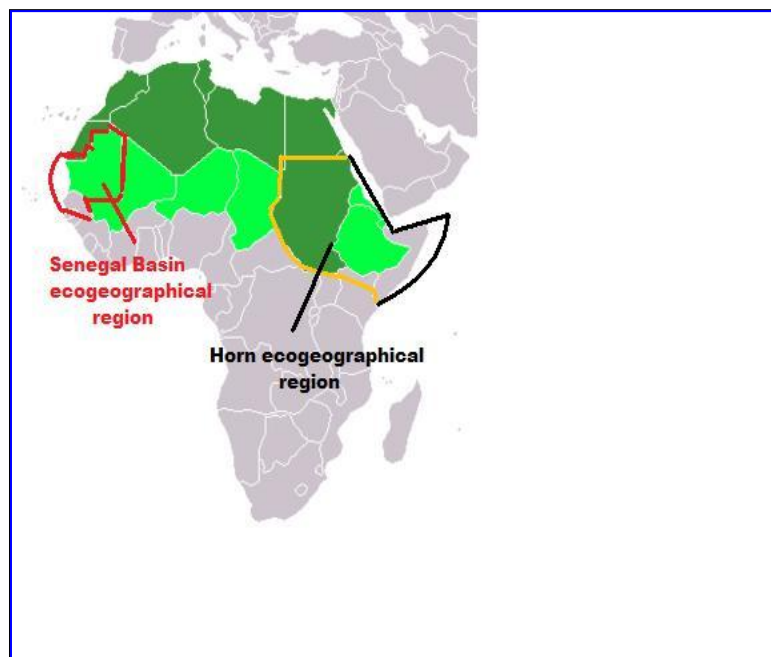 Senegal Basin
ecogeographical
region
Horn ecogeographical
region